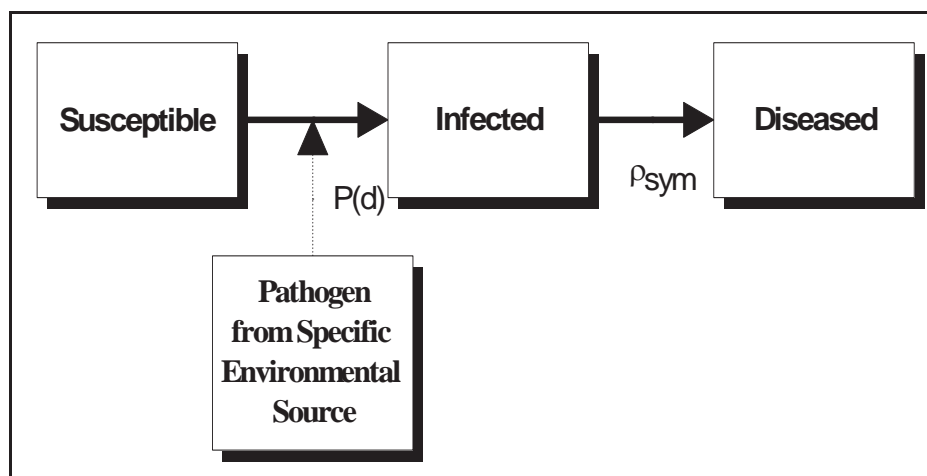 Susceptible
Infected
Diseased
P(d)
ρsym
Pathogen
from Specific
Environmental
Source